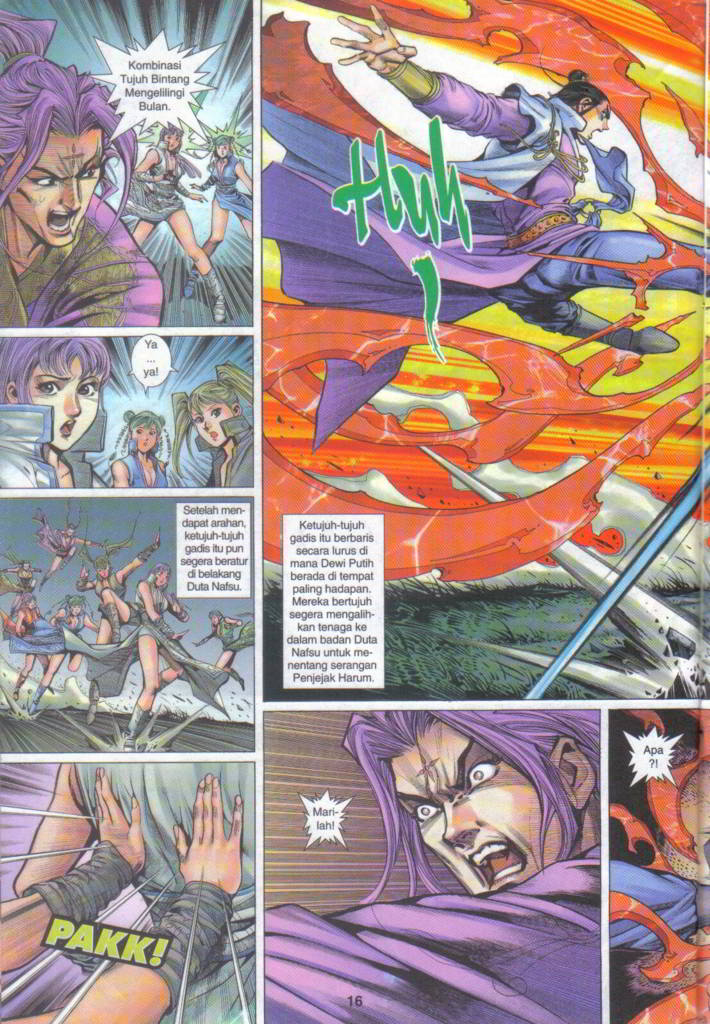 Kombinasi
Tujuh Bintang
Mengelilingi
Bulan.
Ya
...
ya!
Setelah men-
dapat arahan,
ketujuh-tujuh
gadis itu pun
segera beratur
di belakang
Duta Nafsu.
PAKK!
Huh
!
Ketujuh-tujuh
gadis itu berbaris
secara lurus di
mana Dewi Putih
berada di tempat
paling hadapan.
Mereka bertujuh
segera mengalih-
kan tenaga ke
dalam badan Duta
Nafsu untuk me-
nentang serangan
Penjejak Harum.
Mari-
lah!
Apa
?!
16